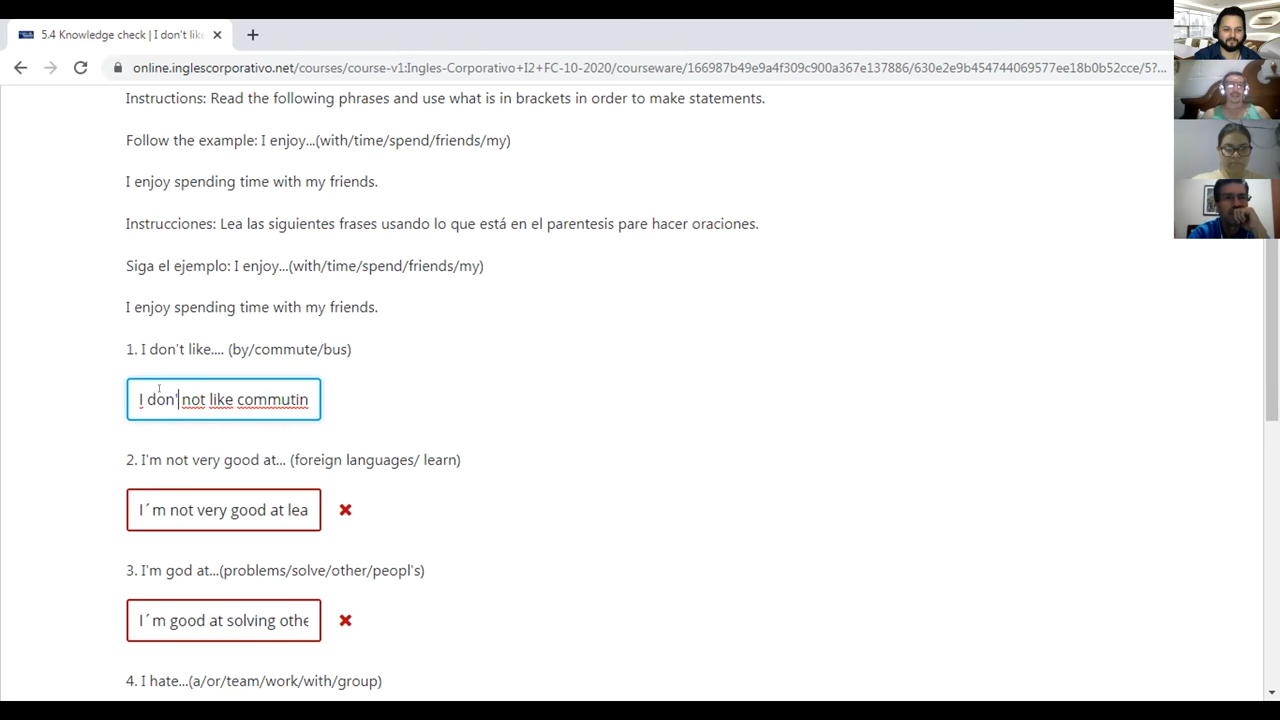 5.4 Knowledge check | I don't like
online.inglescorporativo.net/courses/course-v1:Ingles-Corporativo+I2+FC-10-2020/courseware/166987b49e9a4f309c900a367e137886/630e2e9b454744069577ee18b0b52cce/5?...
Instructions: Read the following phrases and use what is in brackets in order to make statements.
Follow the example: I enjoy...(with/time/spend/friends/my)
I enjoy spending time with my friends.
Instrucciones: Lea las siguientes frases usando lo que está en el parentesis pare hacer oraciones.
Siga el ejemplo: I enjoy...(with/time/spend/friends/my)
I enjoy spending time with my friends.
1. I don't like.... (by/commute/bus)
I don' not like commutin
2. I'm not very good at... (foreign languages/ learn)
I´m not very good at lea
3. I'm god at...(problems/solve/other/peopl's)
I´m good at solving othe
4. I hate...(a/or/team/work/with/group)